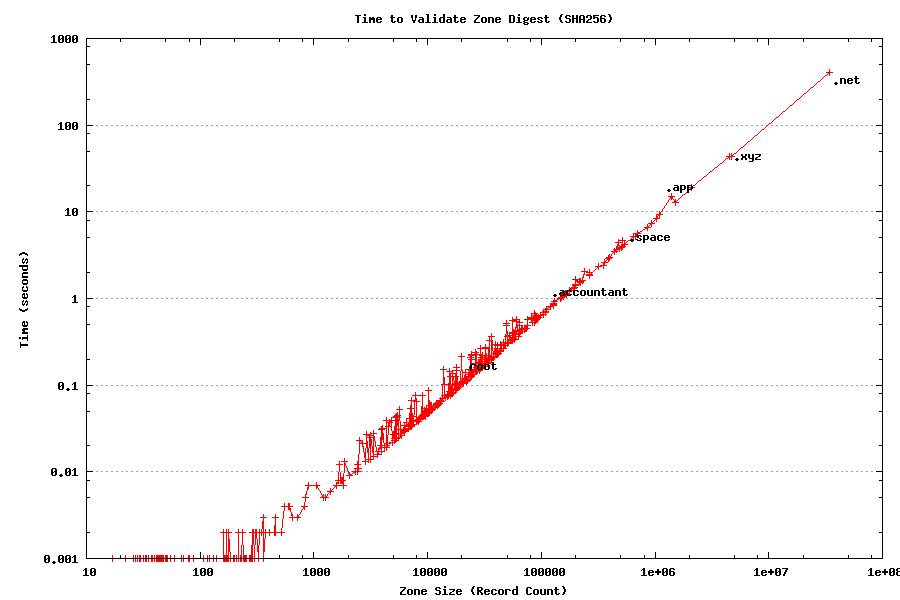 Time to Validate Zone Digest (SHA256)
1000
net
100
xyz
app
10
space
Time (seconds)
accountant
1
root
0.1
0.01
0.001
10 100 1000 10000 100000 1e+06 1e+07 1e+08
Zone Size (Record Count)